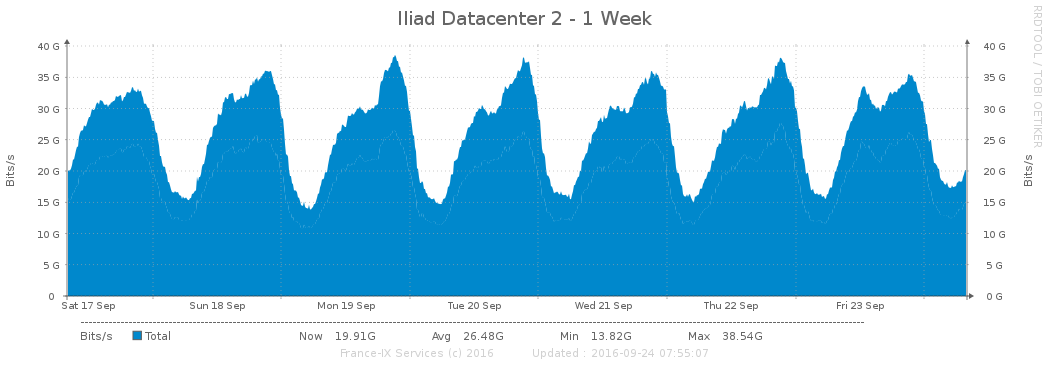 Iliad Datacenter 2 - 1 Week
RRDTOOL / TOBI OETIKER
Bits/s
40 G 40 G
35 G 35 G
30 G 30 G
25 G 25 G
20 G 20 G
15 G 15 G
10 G 10 G
5 G 5 G
0 0 G
Bits/s
Sat 17 Sep Sun 18 Sep Mon 19 Sep Tue 20 Sep Wed 21 Sep Thu 22 Sep Fri 23 Sep
Bits/s Total Now 19.91G Avg 26.48G Min 13.82G Max 38.54G
France-IX Services (c) 2016 Updated : 2016-09-24 07:55:07